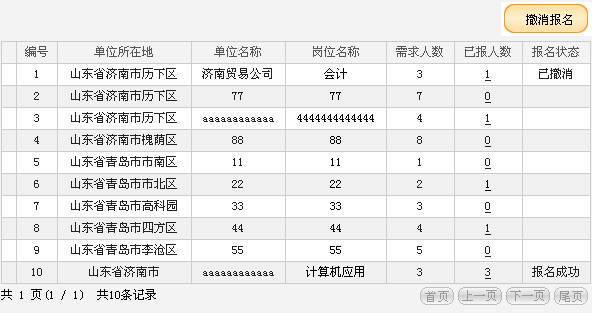 撤消报名
编号 单位所在地 单位名称 岗位名称 需求人数 已报人数 报名状态
1 山东省济南市历下区 济南贸易公司 会计 3 1 已撤消
2 山东省济南市历下区 77 77 7 0
3 山东省济南市历下区 aaaaaaaaaaaa 4444444444444 4 1
4 山东省济南市槐荫区 88 88 8 0
5 山东省青岛市市南区 11 11 1 0
6 山东省青岛市市北区 22 22 2 1
7 山东省青岛市高科园 33 33 3 0
8 山东省青岛市四方区 44 44 4 1
9 山东省青岛市李沧区 55 55 5 0
10 山东省济南市 aaaaaaaaaaaa 计算机应用 3 3 报名成功
共 1 页(1 / 1) 共10条记录 首页 上一页 下一页 尾页